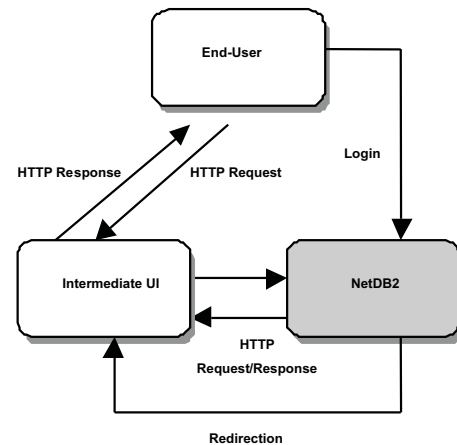 End-User
HTTP Response
HTTP Request
Login
Intermediate UI
NetDB2
HTTP
Request/Response
Redirection